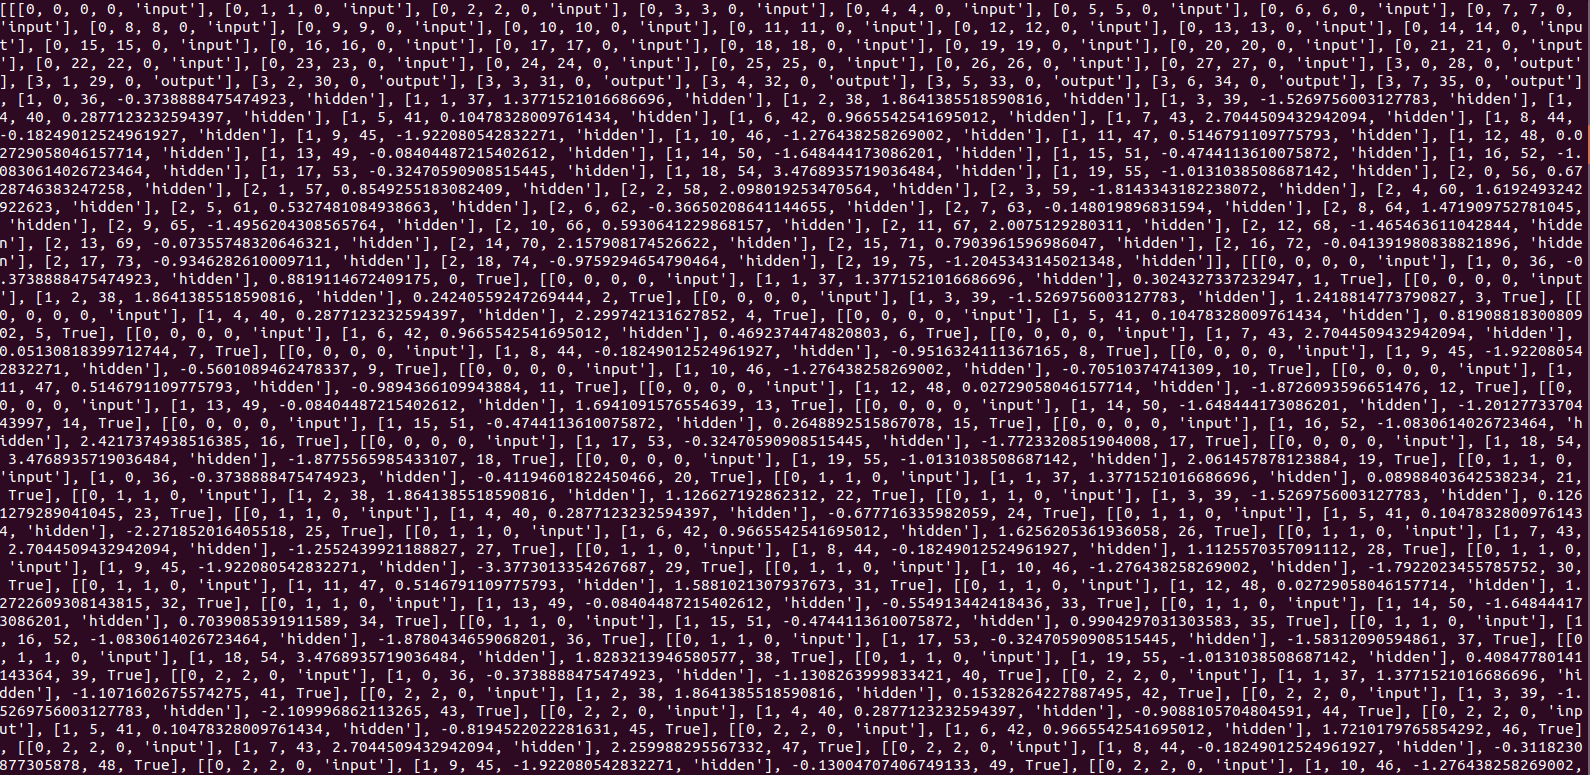 [[[0, 0, 0, 0, 'input'], [0, 1, 1, 0, 'input'], [0, 2, 2, 0, 'input'], [0, 3, 3, 0, 'input'], [0, 4, 4, 0, 'input'], [0, 5, 5, 0, 'input'], [0, 6, 6, 0, 'input'], [0, 7, 7, 0,
'input'], [0, 8, 8, 0, 'input'], [0, 9, 9, 0, 'input'], [0, 10, 10, 0, 'input'], [0, 11, 11, 0, 'input'], [0, 12, 12, 0, 'input'], [0, 13, 13, 0, 'input'], [0, 14, 14, 0, 'inpu
t'], [0, 15, 15, 0, 'input'], [0, 16, 16, 0, 'input'], [0, 17, 17, 0, 'input'], [0, 18, 18, 0, 'input'], [0, 19, 19, 0, 'input'], [0, 20, 20, 0, 'input'], [0, 21, 21, 0, 'input
'], [0, 22, 22, 0, 'input'], [0, 23, 23, 0, 'input'], [0, 24, 24, 0, 'input'], [0, 25, 25, 0, 'input'], [0, 26, 26, 0, 'input'], [0, 27, 27, 0, 'input'], [3, 0, 28, 0, 'output'
], [3, 1, 29, 0, 'output'], [3, 2, 30, 0, 'output'], [3, 3, 31, 0, 'output'], [3, 4, 32, 0, 'output'], [3, 5, 33, 0, 'output'], [3, 6, 34, 0, 'output'], [3, 7, 35, 0, 'output']
, [1, 0, 36, -0.3738888475474923, 'hidden'], [1, 1, 37, 1.3771521016686696, 'hidden'], [1, 2, 38, 1.8641385518590816, 'hidden'], [1, 3, 39, -1.5269756003127783, 'hidden'], [1,
4, 40, 0.2877123232594397, 'hidden'], [1, 5, 41, 0.10478328009761434, 'hidden'], [1, 6, 42, 0.9665542541695012, 'hidden'], [1, 7, 43, 2.7044509432942094, 'hidden'], [1, 8, 44,
-0.18249012524961927, 'hidden'], [1, 9, 45, -1.922080542832271, 'hidden'], [1, 10, 46, -1.276438258269002, 'hidden'], [1, 11, 47, 0.5146791109775793, 'hidden'], [1, 12, 48, 0.0
2729058046157714, 'hidden'], [1, 13, 49, -0.08404487215402612, 'hidden'], [1, 14, 50, -1.648444173086201, 'hidden'], [1, 15, 51, -0.4744113610075872, 'hidden'], [1, 16, 52, -1.
0830614026723464, 'hidden'], [1, 17, 53, -0.32470590908515445, 'hidden'], [1, 18, 54, 3.4768935719036484, 'hidden'], [1, 19, 55, -1.0131038508687142, 'hidden'], [2, 0, 56, 0.67
28746383247258, 'hidden'], [2, 1, 57, 0.8549255183082409, 'hidden'], [2, 2, 58, 2.098019253470564, 'hidden'], [2, 3, 59, -1.8143343182238072, 'hidden'], [2, 4, 60, 1.6192493242
922623, 'hidden'], [2, 5, 61, 0.5327481084938663, 'hidden'], [2, 6, 62, -0.36650208641144655, 'hidden'], [2, 7, 63, -0.148019896831594, 'hidden'], [2, 8, 64, 1.471909752781045,
 'hidden'], [2, 9, 65, -1.4956204308565764, 'hidden'], [2, 10, 66, 0.5930641229868157, 'hidden'], [2, 11, 67, 2.0075129280311, 'hidden'], [2, 12, 68, -1.465463611042844, 'hidde
n'], [2, 13, 69, -0.07355748320646321, 'hidden'], [2, 14, 70, 2.157908174526622, 'hidden'], [2, 15, 71, 0.7903961596986047, 'hidden'], [2, 16, 72, -0.041391980838821896, 'hidde
n'], [2, 17, 73, -0.9346282610009711, 'hidden'], [2, 18, 74, -0.9759294654790464, 'hidden'], [2, 19, 75, -1.2045343145021348, 'hidden']], [[[0, 0, 0, 0, 'input'], [1, 0, 36, -0
.3738888475474923, 'hidden'], 0.8819114672409175, 0, True], [[0, 0, 0, 0, 'input'], [1, 1, 37, 1.3771521016686696, 'hidden'], 0.3024327337232947, 1, True], [[0, 0, 0, 0, 'input
'], [1, 2, 38, 1.8641385518590816, 'hidden'], 0.24240559247269444, 2, True], [[0, 0, 0, 0, 'input'], [1, 3, 39, -1.5269756003127783, 'hidden'], 1.2418814773790827, 3, True], [[
0, 0, 0, 0, 'input'], [1, 4, 40, 0.2877123232594397, 'hidden'], 2.299742131627852, 4, True], [[0, 0, 0, 0, 'input'], [1, 5, 41, 0.10478328009761434, 'hidden'], 0.81908818300809
02, 5, True], [[0, 0, 0, 0, 'input'], [1, 6, 42, 0.9665542541695012, 'hidden'], 0.4692374474820803, 6, True], [[0, 0, 0, 0, 'input'], [1, 7, 43, 2.7044509432942094, 'hidden'],
0.05130818399712744, 7, True], [[0, 0, 0, 0, 'input'], [1, 8, 44, -0.18249012524961927, 'hidden'], -0.9516324111367165, 8, True], [[0, 0, 0, 0, 'input'], [1, 9, 45, -1.92208054
2832271, 'hidden'], -0.5601089462478337, 9, True], [[0, 0, 0, 0, 'input'], [1, 10, 46, -1.276438258269002, 'hidden'], -0.70510374741309, 10, True], [[0, 0, 0, 0, 'input'], [1,
11, 47, 0.5146791109775793, 'hidden'], -0.9894366109943884, 11, True], [[0, 0, 0, 0, 'input'], [1, 12, 48, 0.02729058046157714, 'hidden'], -1.8726093596651476, 12, True], [[0,
0, 0, 0, 'input'], [1, 13, 49, -0.08404487215402612, 'hidden'], 1.6941091576554639, 13, True], [[0, 0, 0, 0, 'input'], [1, 14, 50, -1.648444173086201, 'hidden'], -1.20127733704
43997, 14, True], [[0, 0, 0, 0, 'input'], [1, 15, 51, -0.4744113610075872, 'hidden'], 0.2648892515867078, 15, True], [[0, 0, 0, 0, 'input'], [1, 16, 52, -1.0830614026723464, 'h
idden'], 2.4217374938516385, 16, True], [[0, 0, 0, 0, 'input'], [1, 17, 53, -0.32470590908515445, 'hidden'], -1.7723320851904008, 17, True], [[0, 0, 0, 0, 'input'], [1, 18, 54,
 3.4768935719036484, 'hidden'], -1.8775565985433107, 18, True], [[0, 0, 0, 0, 'input'], [1, 19, 55, -1.0131038508687142, 'hidden'], 2.061457878123884, 19, True], [[0, 1, 1, 0,
'input'], [1, 0, 36, -0.3738888475474923, 'hidden'], -0.41194601822450466, 20, True], [[0, 1, 1, 0, 'input'], [1, 1, 37, 1.3771521016686696, 'hidden'], 0.08988403642538234, 21,
 True], [[0, 1, 1, 0, 'input'], [1, 2, 38, 1.8641385518590816, 'hidden'], 1.126627192862312, 22, True], [[0, 1, 1, 0, 'input'], [1, 3, 39, -1.5269756003127783, 'hidden'], 0.126
1279289041045, 23, True], [[0, 1, 1, 0, 'input'], [1, 4, 40, 0.2877123232594397, 'hidden'], -0.677716335982059, 24, True], [[0, 1, 1, 0, 'input'], [1, 5, 41, 0.1047832800976143
4, 'hidden'], -2.271852016405518, 25, True], [[0, 1, 1, 0, 'input'], [1, 6, 42, 0.9665542541695012, 'hidden'], 1.6256205361936058, 26, True], [[0, 1, 1, 0, 'input'], [1, 7, 43,
 2.7044509432942094, 'hidden'], -1.2552439921188827, 27, True], [[0, 1, 1, 0, 'input'], [1, 8, 44, -0.18249012524961927, 'hidden'], 1.1125570357091112, 28, True], [[0, 1, 1, 0,
 'input'], [1, 9, 45, -1.922080542832271, 'hidden'], -3.3773013354267687, 29, True], [[0, 1, 1, 0, 'input'], [1, 10, 46, -1.276438258269002, 'hidden'], -1.7922023455785752, 30,
 True], [[0, 1, 1, 0, 'input'], [1, 11, 47, 0.5146791109775793, 'hidden'], 1.5881021307937673, 31, True], [[0, 1, 1, 0, 'input'], [1, 12, 48, 0.02729058046157714, 'hidden'], 1.
2722609308143815, 32, True], [[0, 1, 1, 0, 'input'], [1, 13, 49, -0.08404487215402612, 'hidden'], -0.554913442418436, 33, True], [[0, 1, 1, 0, 'input'], [1, 14, 50, -1.64844417
3086201, 'hidden'], 0.7039085391911589, 34, True], [[0, 1, 1, 0, 'input'], [1, 15, 51, -0.4744113610075872, 'hidden'], 0.9904297031303583, 35, True], [[0, 1, 1, 0, 'input'], [1
, 16, 52, -1.0830614026723464, 'hidden'], -1.8780434659068201, 36, True], [[0, 1, 1, 0, 'input'], [1, 17, 53, -0.32470590908515445, 'hidden'], -1.58312090594861, 37, True], [[0
, 1, 1, 0, 'input'], [1, 18, 54, 3.4768935719036484, 'hidden'], 1.8283213946580577, 38, True], [[0, 1, 1, 0, 'input'], [1, 19, 55, -1.0131038508687142, 'hidden'], 0.40847780141
143364, 39, True], [[0, 2, 2, 0, 'input'], [1, 0, 36, -0.3738888475474923, 'hidden'], -1.1308263999833421, 40, True], [[0, 2, 2, 0, 'input'], [1, 1, 37, 1.3771521016686696, 'hi
dden'], -1.1071602675574275, 41, True], [[0, 2, 2, 0, 'input'], [1, 2, 38, 1.8641385518590816, 'hidden'], 0.15328264227887495, 42, True], [[0, 2, 2, 0, 'input'], [1, 3, 39, -1.
5269756003127783, 'hidden'], -2.109996862113265, 43, True], [[0, 2, 2, 0, 'input'], [1, 4, 40, 0.2877123232594397, 'hidden'], -0.9088105704804591, 44, True], [[0, 2, 2, 0, 'inp
ut'], [1, 5, 41, 0.10478328009761434, 'hidden'], -0.8194522022281631, 45, True], [[0, 2, 2, 0, 'input'], [1, 6, 42, 0.9665542541695012, 'hidden'], 1.7210179765854292, 46, True]
, [[0, 2, 2, 0, 'input'], [1, 7, 43, 2.7044509432942094, 'hidden'], 2.259988295567332, 47, True], [[0, 2, 2, 0, 'input'], [1, 8, 44, -0.18249012524961927, 'hidden'], -0.3118230
877305878, 48, True], [[0, 2, 2, 0, 'input'], [1, 9, 45, -1.922080542832271, 'hidden'], -0.13004707406749133, 49, True], [[0, 2, 2, 0, 'input'], [1, 10, 46, -1.276438258269002,